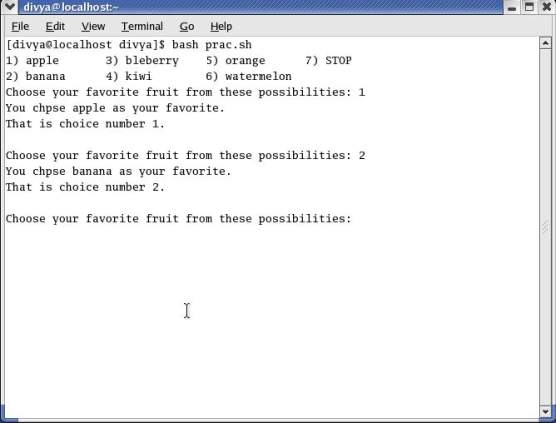 divya@localhost:~
File Edit View Terminal Go Help
[divya@localhost divya]$ bash prac.sh
1) apple 3) bleberry 5) orange 7) STOP
2) banana 4) kiwi 6) watermelon
Choose your favorite fruit from these possibilities: 1
You chpse apple as your favorite.
That is choice number 1.
Choose your favorite fruit from these possibilities: 2
You chpse banana as your favorite.
That is choice number 2.
Choose your favorite fruit from these possibilities: